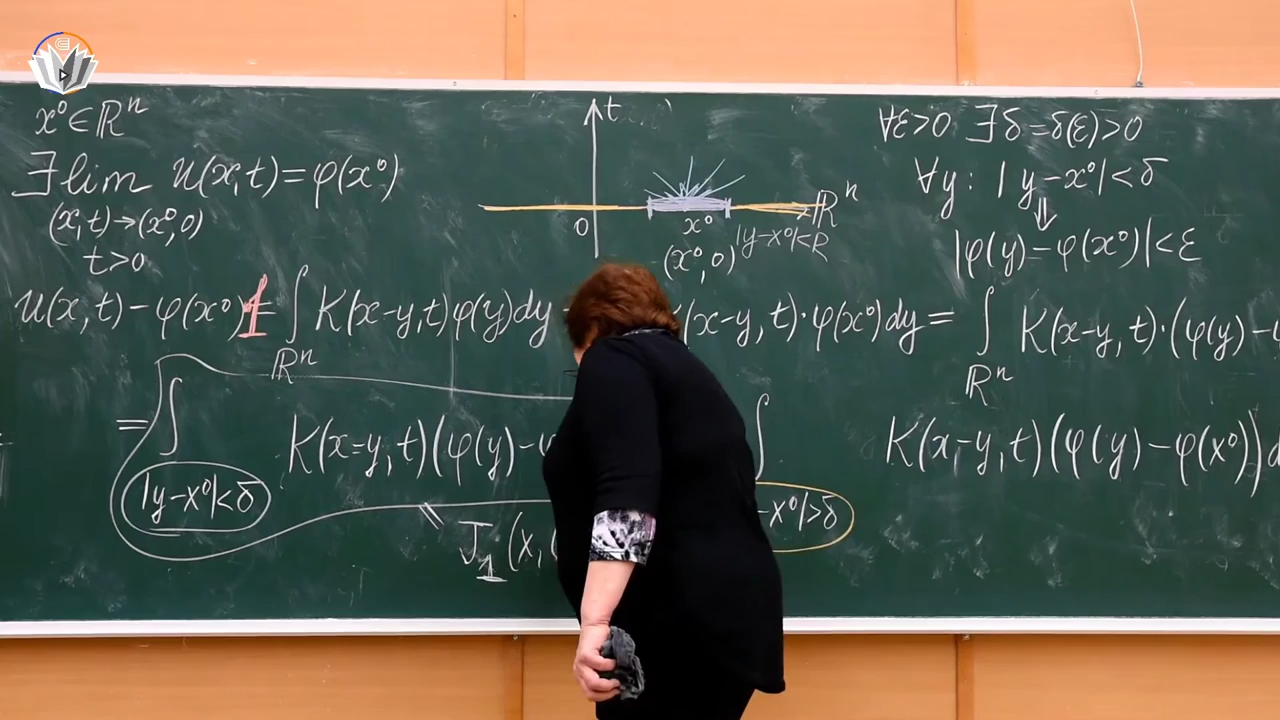 x⁰∈ℝⁿ
∃ lim u(x,t)=φ(x⁰)
(x,t)→(x⁰,0)
t>0
t
0
x⁰
ℝⁿ
(x⁰,0)
|y-x⁰|<R
∀ε>0 ∃δ=δ(ε)>0
∀y: |y-x⁰|<δ
⇓
|φ(y)-φ(x⁰)|<ε
u(x,t)-φ(x⁰)1= ∫ K(x-y,t)φ(y)dy - (x-y,t)·φ(x⁰)dy= ∫ K(x-y,t)·(φ(y)-
ℝⁿ ℝⁿ
= ∫ K(x-y,t)(φ(y)- ∫ K(x-y,t)(φ(y)-φ(x⁰))d
|y-x⁰|<δ -x⁰|>δ
J₁(x,